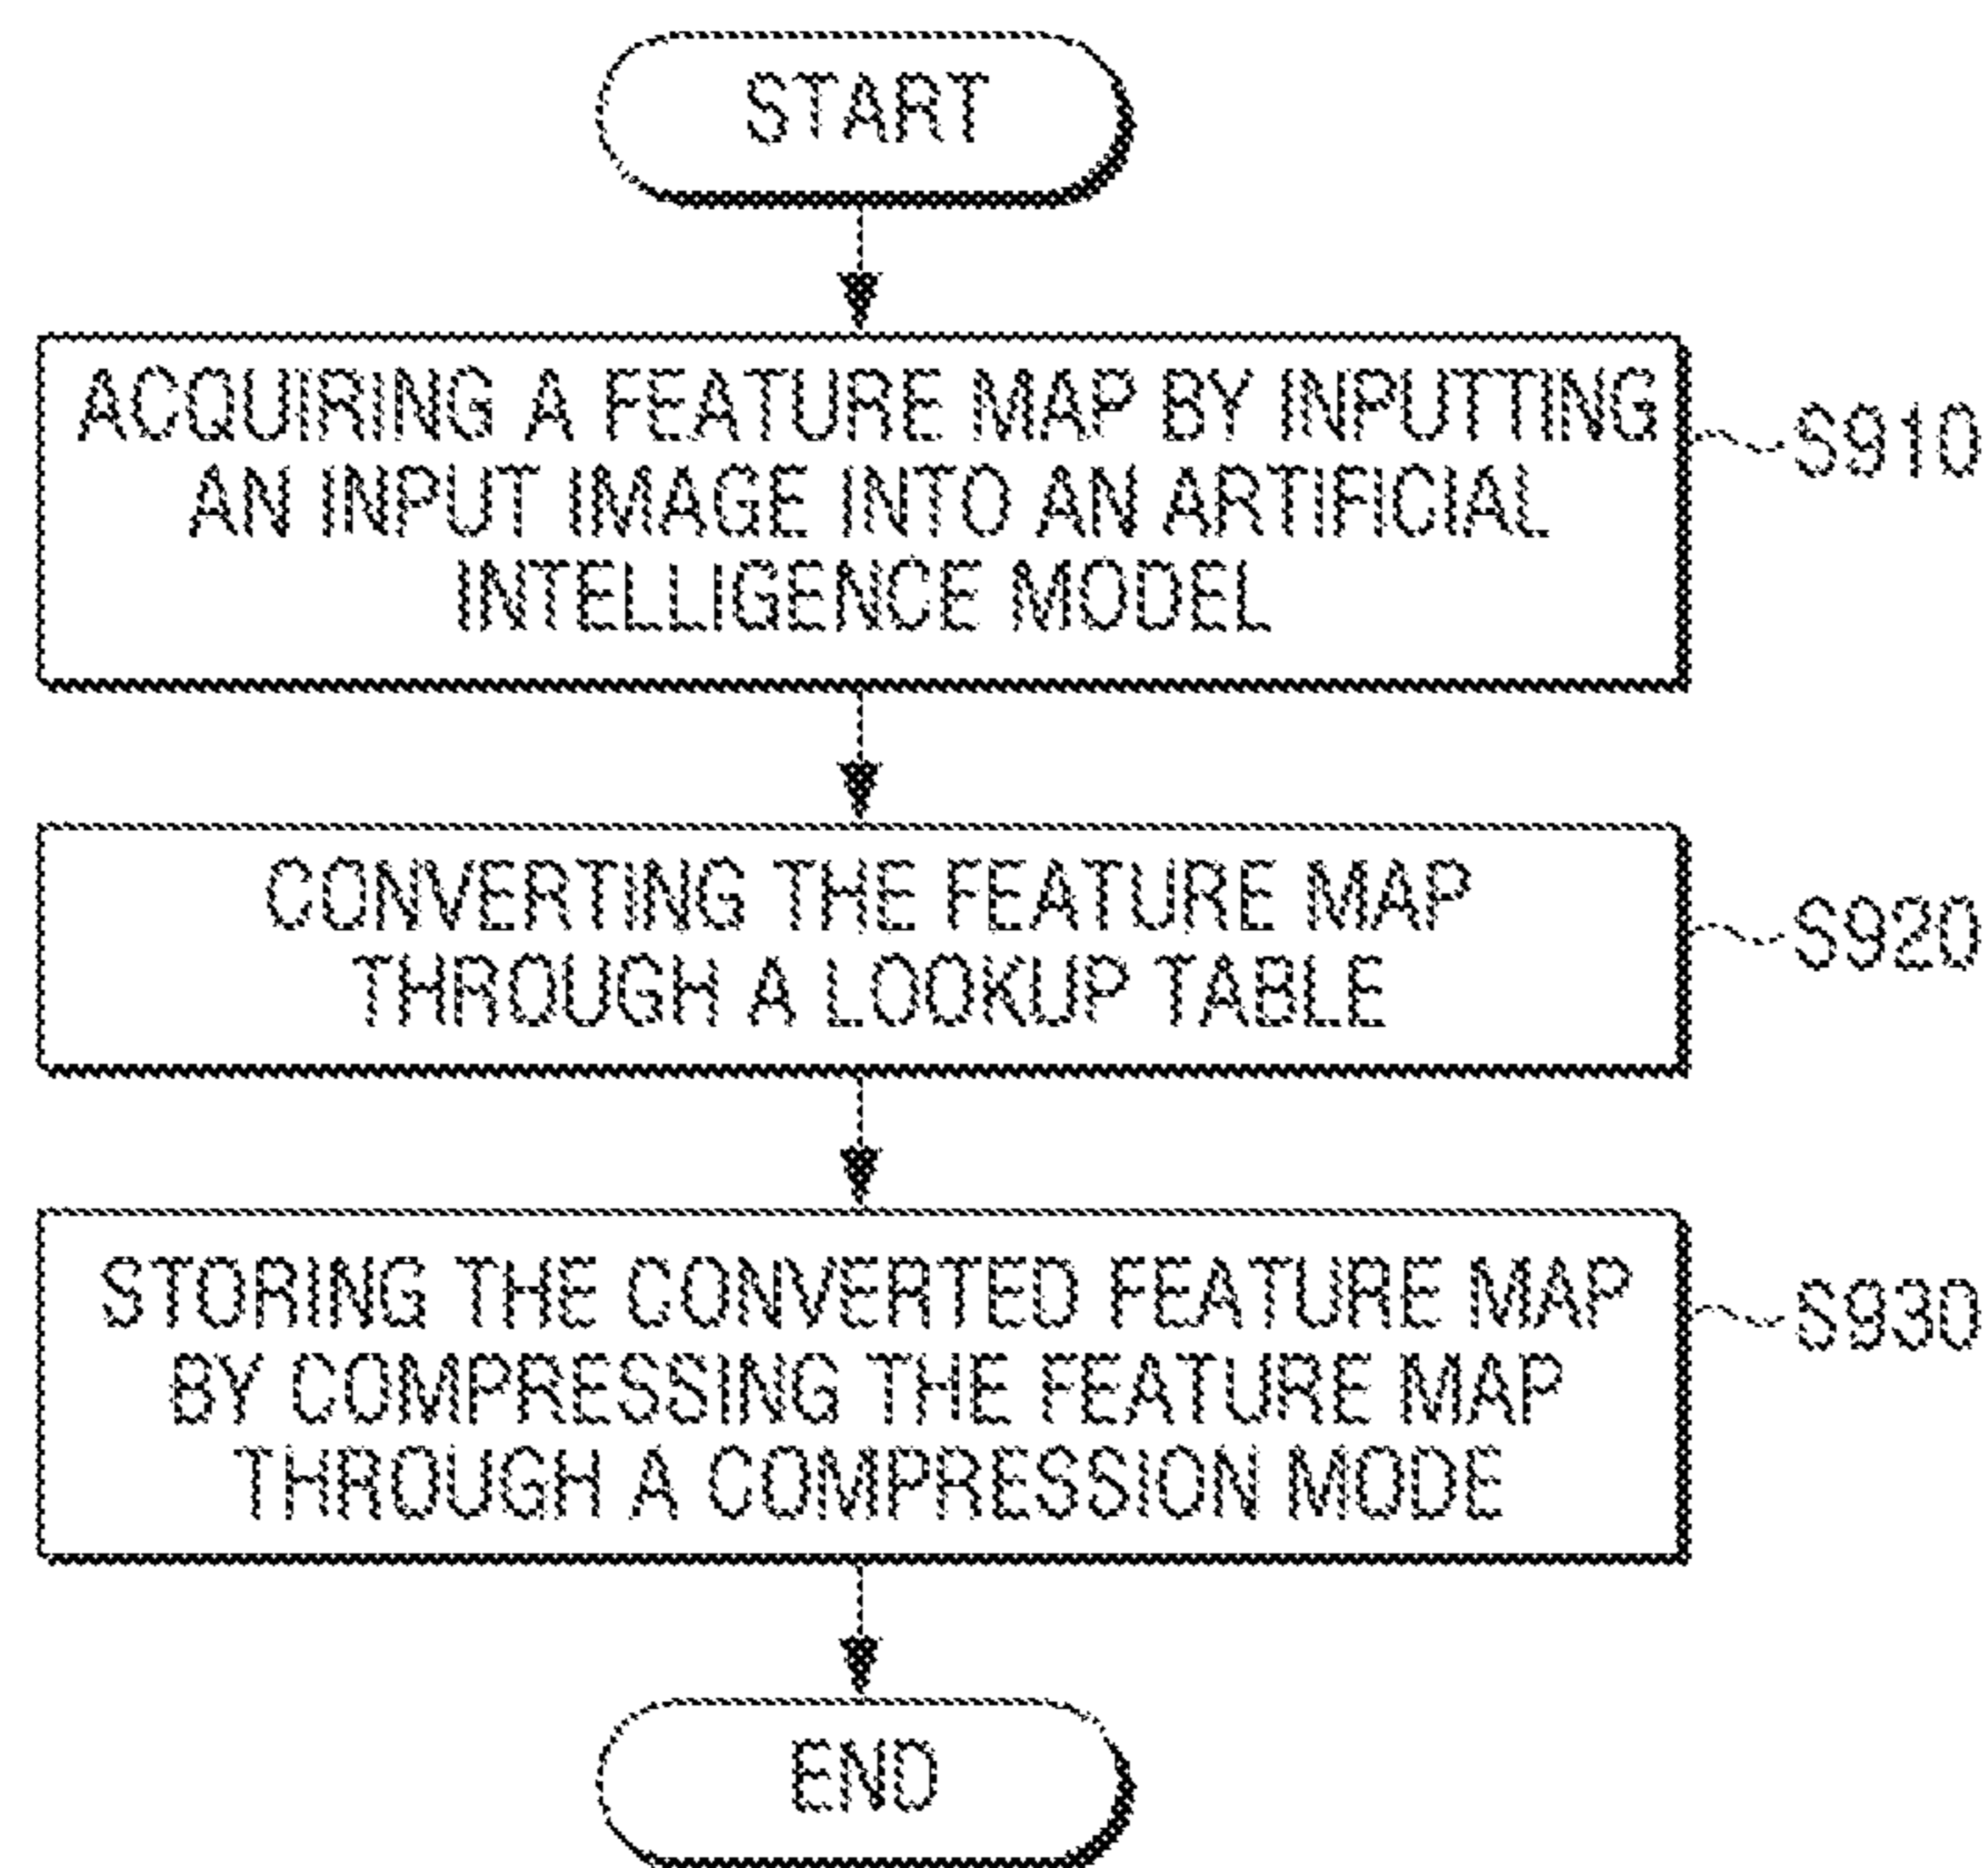 START
ACQUIRING A FEATURE MAP BY INPUTTING
AN INPUT IMAGE INTO AN ARTIFICIAL
INTELLIGENCE MODEL
S910
CONVERTING THE FEATURE MAP
THROUGH A LOOKUP TABLE
S920
STORING THE CONVERTED FEATURE MAP
BY COMPRESSING THE FEATURE MAP
THROUGH A COMPRESSION MODE
S930
END